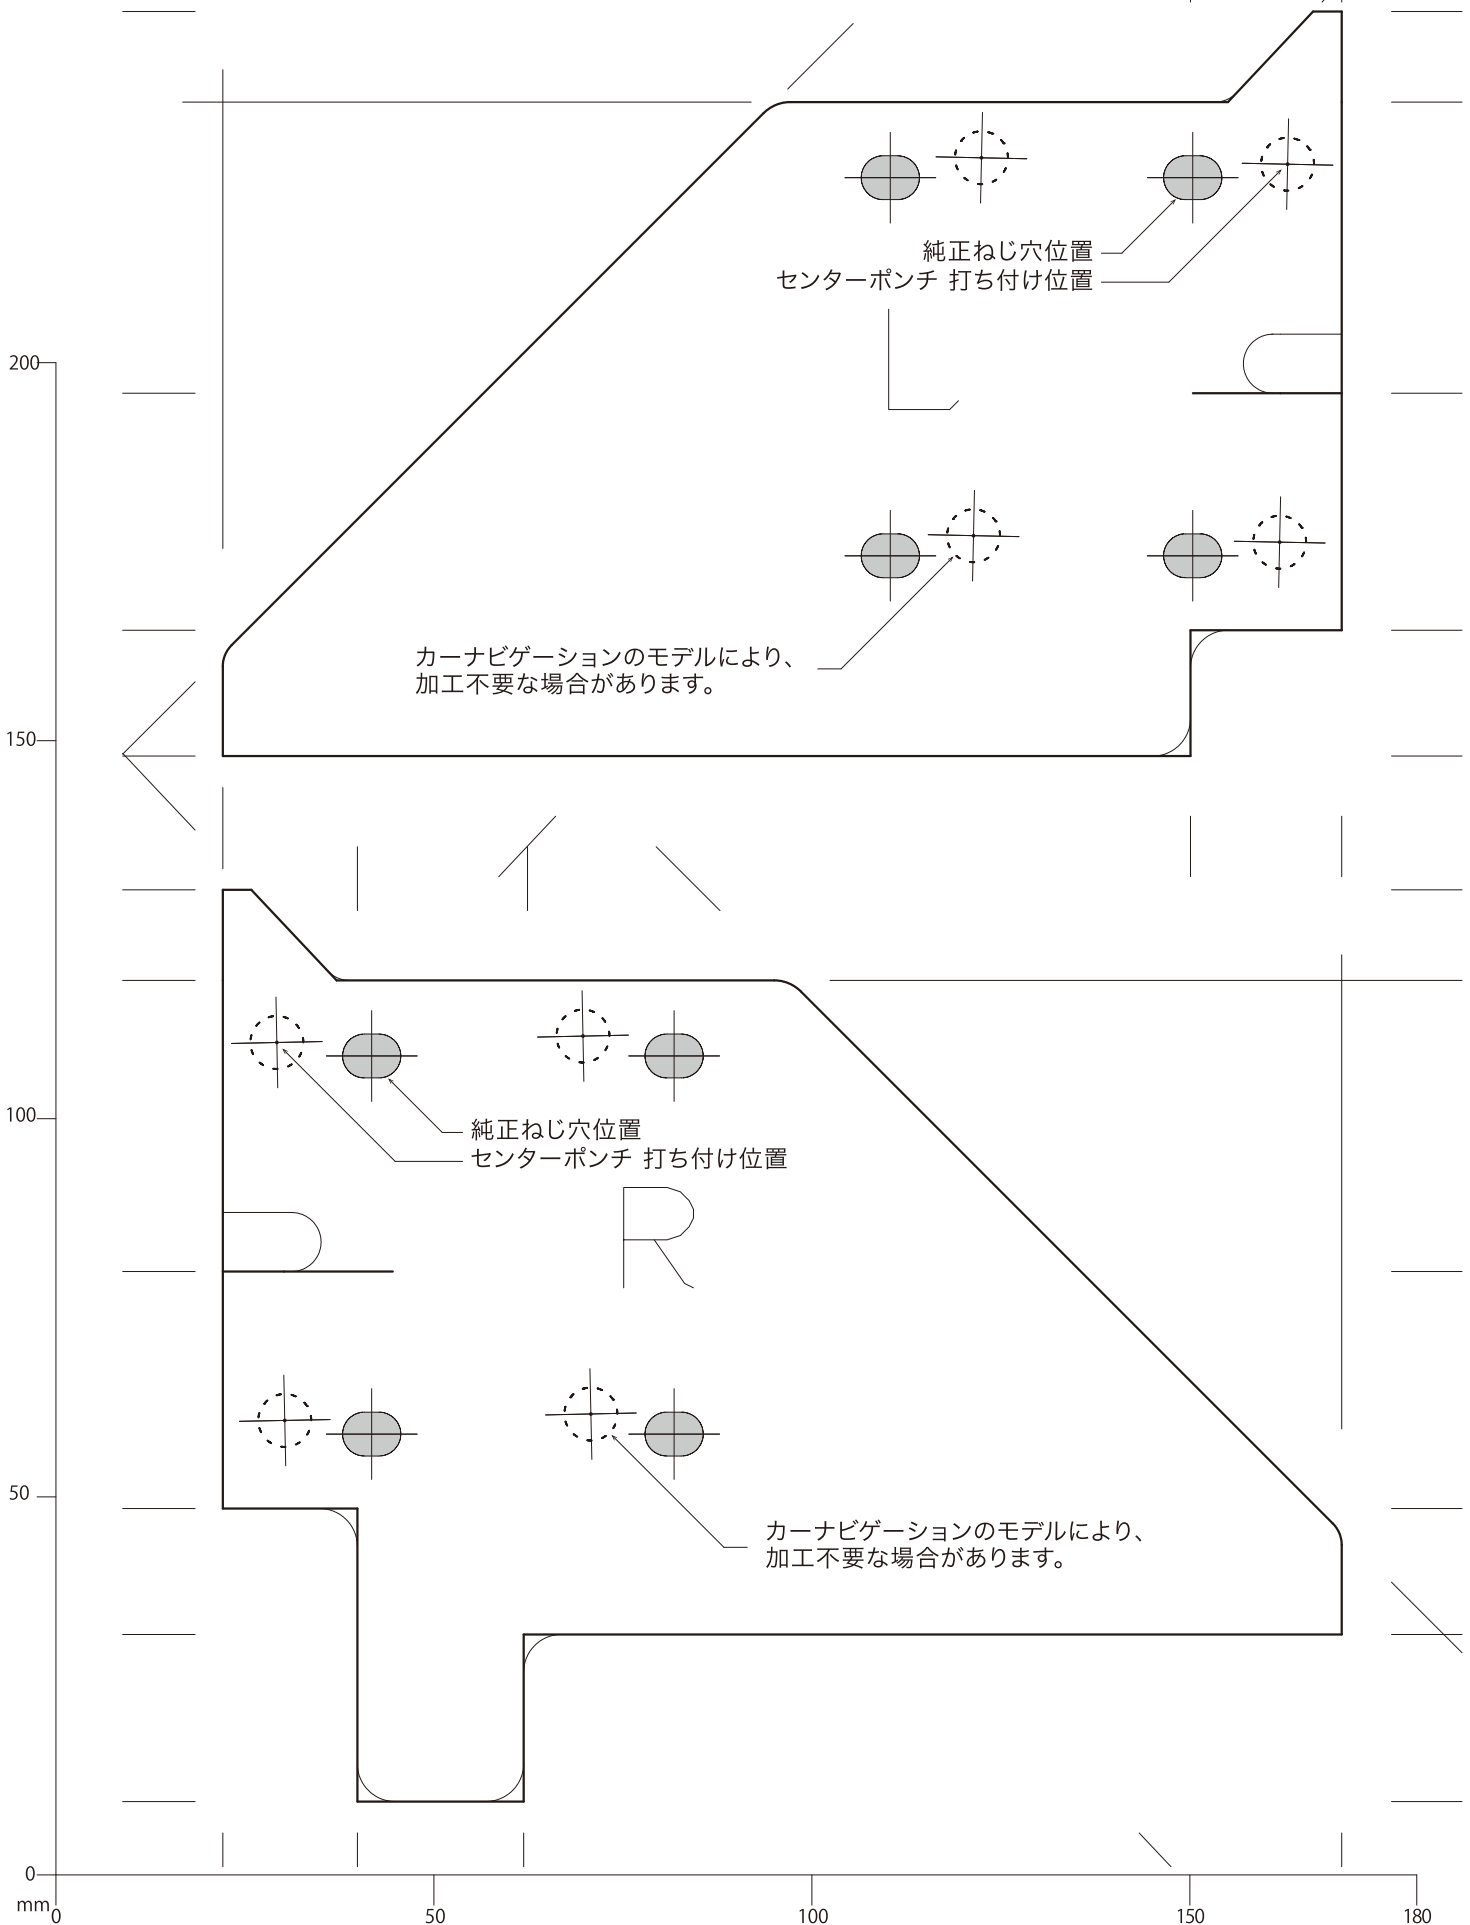 純正ねじ穴位置
センターポンチ 打ち付け位置
200
L
カーナビゲーションのモデルにより、
加工不要な場合があります。
150
100
純正ねじ穴位置
センターポンチ 打ち付け位置
R
50
カーナビゲーションのモデルにより、
加工不要な場合があります。
0
mm
0 50 100 150 180